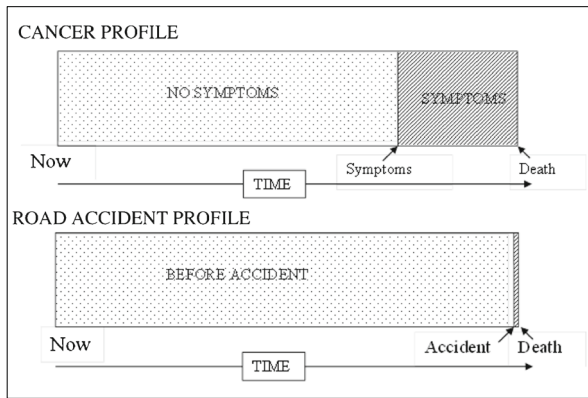 CANCER PROFILE
NO SYMPTOMS
SYMPTOMS
Now
Symptoms
Death
TIME
ROAD ACCIDENT PROFILE
BEFORE ACCIDENT
Now
Accident
Death
TIME